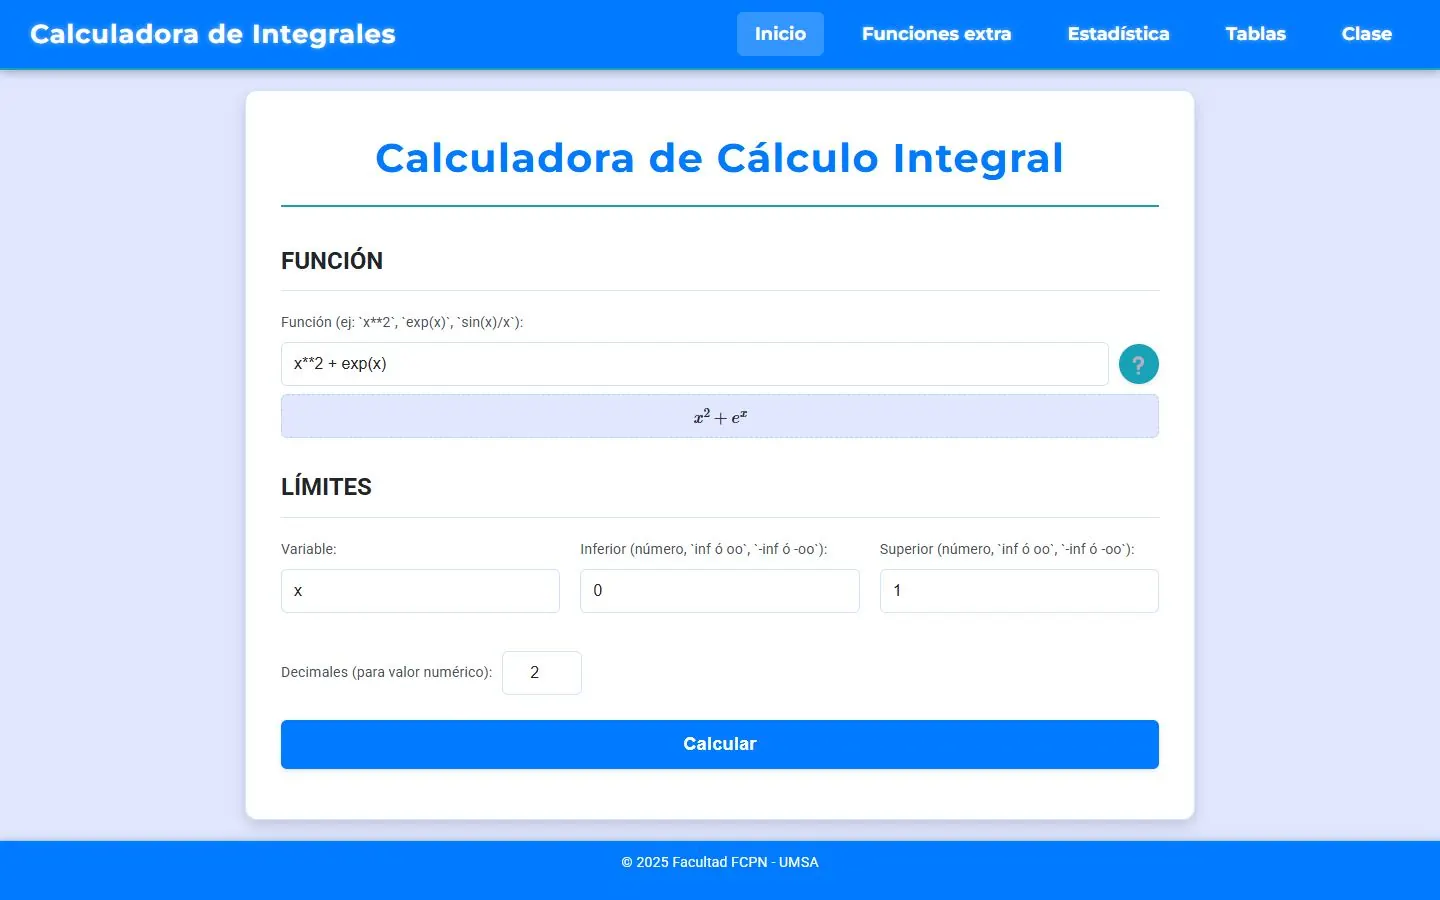 Calculadora de Integrales
Inicio
Funciones extra
Estadística
Tablas
Clase
Calculadora de Cálculo Integral
FUNCIÓN
Función (ej: `x**2`, `exp(x)`, `sin(x)/x`):
x**2 + exp(x)
?
x² + eˣ
LÍMITES
Variable:
Inferior (número, `inf ó oo`, `-inf ó -oo`):
Superior (número, `inf ó oo`, `-inf ó -oo`):
x
0
1
Decimales (para valor numérico):
2
Calcular
© 2025 Facultad FCPN - UMSA